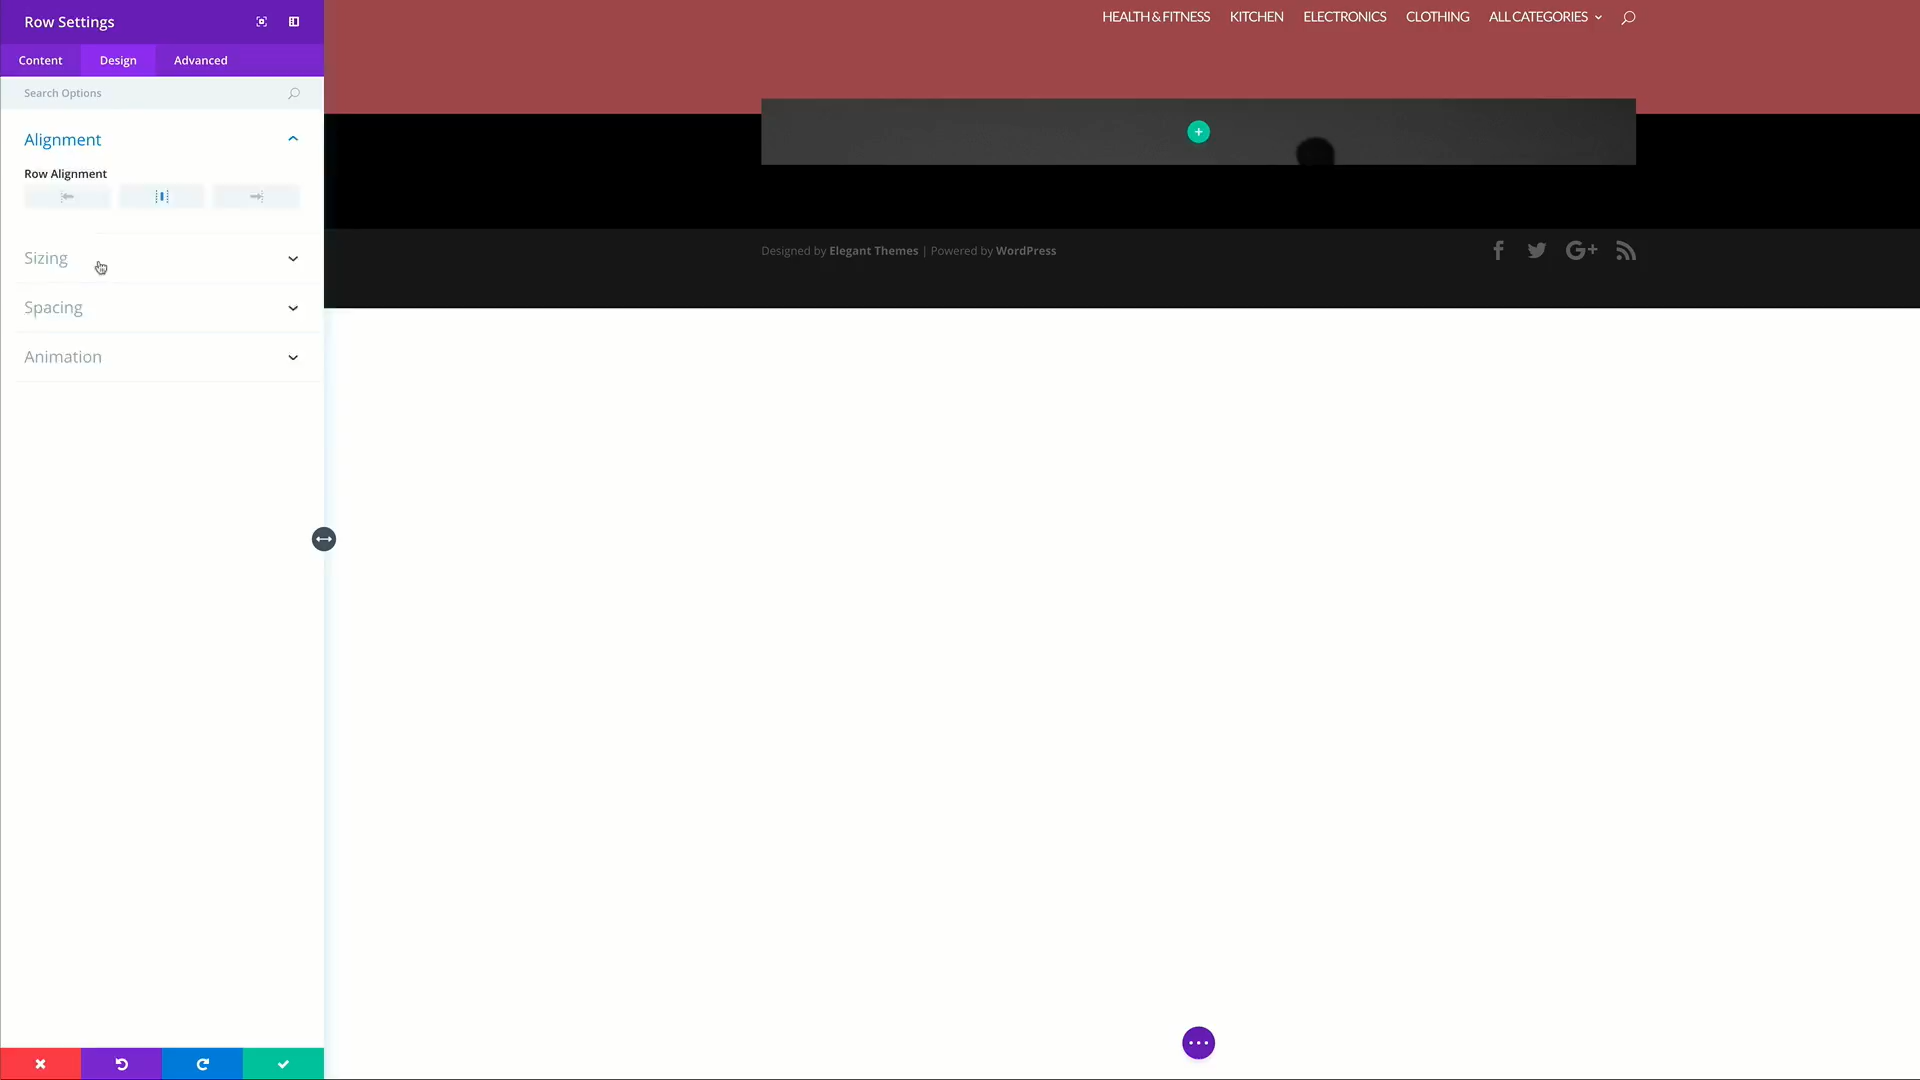 Row Settings
Content Design Advanced
Search Options
Alignment
Row Alignment
Sizing
Spacing
Animation
HEALTH & FITNESS KITCHEN ELECTRONICS CLOTHING ALL CATEGORIES
Designed by Elegant Themes | Powered by WordPress